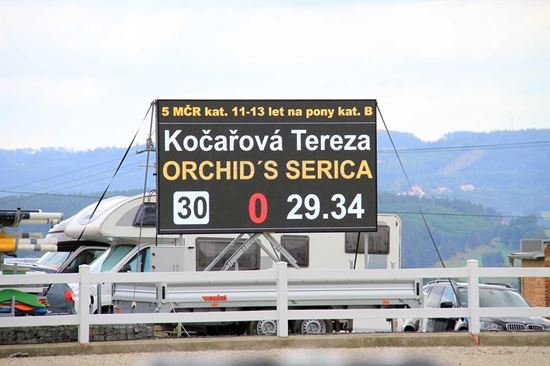 5 MČR kat. 11-13 let na pony kat. B
Kočařová Tereza
ORCHID´S SERICA
30 0 29.34